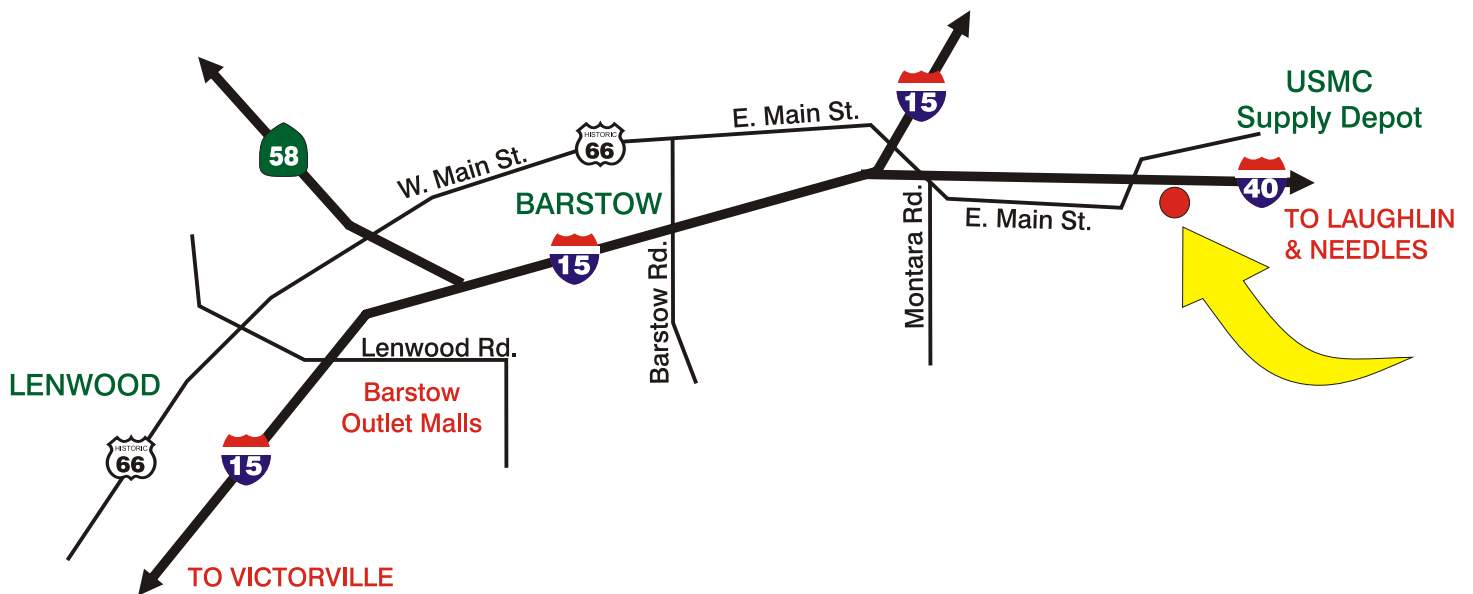 15
USMC
Supply Depot
E. Main St.
HISTORIC
66
58
W. Main St.
40
BARSTOW
E. Main St.
TO LAUGHLIN
& NEEDLES
15
Barstow Rd.
Montara Rd.
Lenwood Rd.
LENWOOD
Barstow
Outlet Malls
HISTORIC
66
15
TO VICTORVILLE